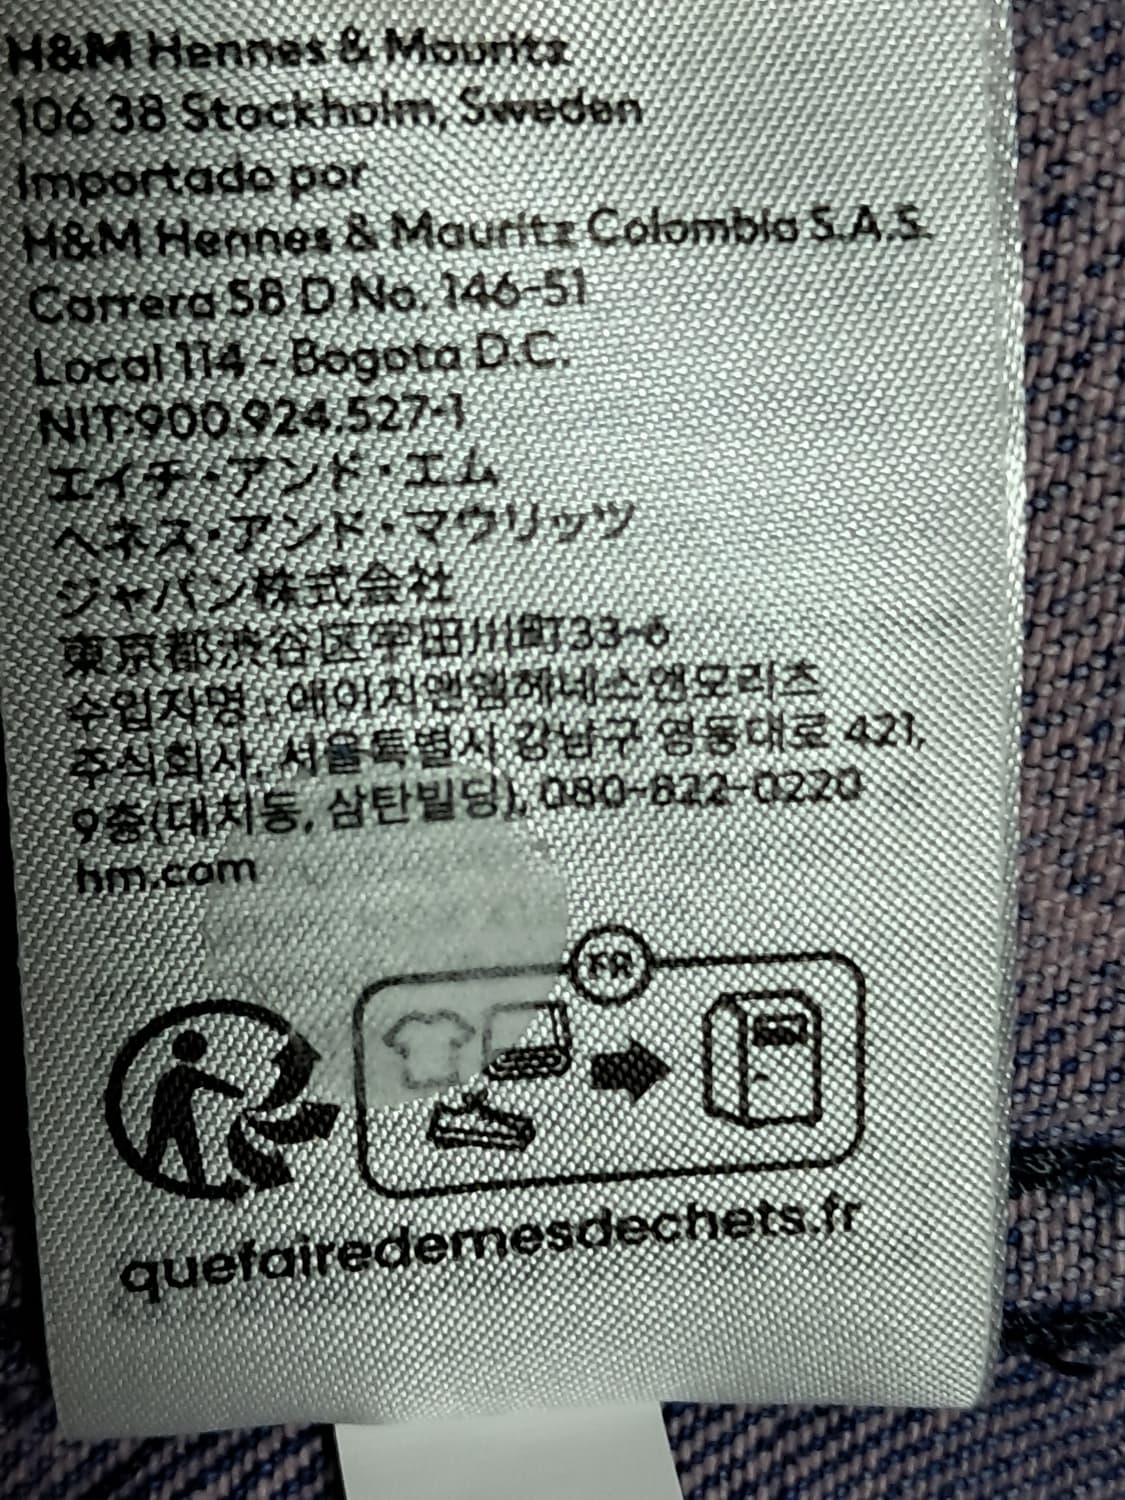 H&M Hennes & Mauritz
106 38 Stockholm, Sweden
Importado por
H&M Hennes & Mauritz Colombia S.A.S.
Carrera 58 D No. 146-51
Local 114 - Bogota D.C.
NIT:900.924.527-1
エイチ・アンド・エム
ヘネス・アンド・マウリッツ
ジャパン株式会社
東京都渋谷区宇田川町33-6
수입자명 : 에이치앤엠헤네스앤모리츠
주식회사, 서울특별시 강남구 영동대로 421,
9층(대치동, 삼탄빌딩), 080-822-0220
hm.com
FR
quefairedemesdechets.fr